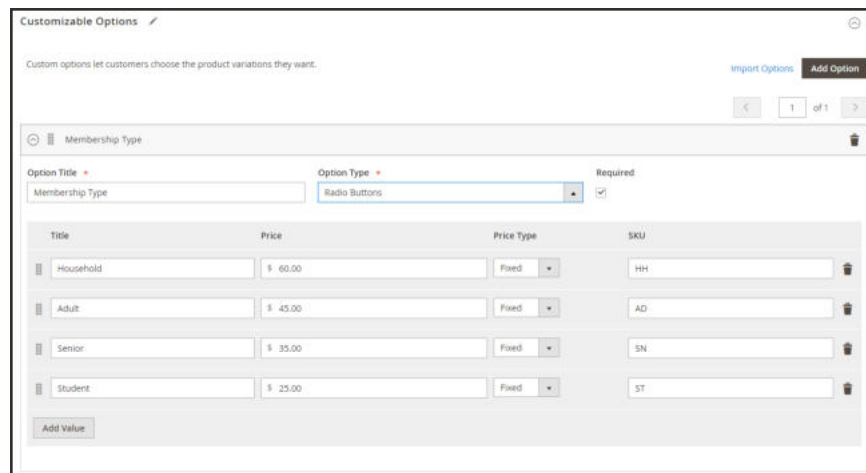 Customizable Options
Custom options let customers choose the product variations they want.
Import Options Add Option
1 of 1
Membership Type
Option Title * Option Type * Required
Membership Type Radio Buttons
Title Price Price Type SKU
Household $ 60.00 Fixed HH
Adult $ 45.00 Fixed AD
Senior $ 35.00 Fixed SN
Student $ 25.00 Fixed ST
Add Value